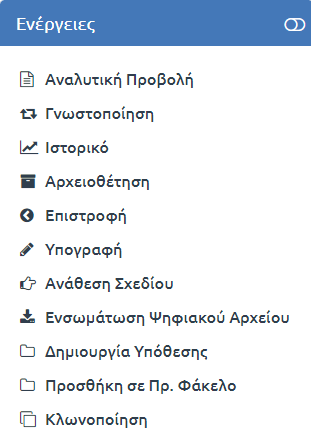 Ενέργειες
Αναλυτική Προβολή
Γνωστοποίηση
Ιστορικό
Αρχειοθέτηση
Επιστροφή
Υπογραφή
Ανάθεση Σχεδίου
Ενσωμάτωση Ψηφιακού Αρχείου
Δημιουργία Υπόθεσης
Προσθήκη σε Πρ. Φάκελο
Κλωνοποίηση